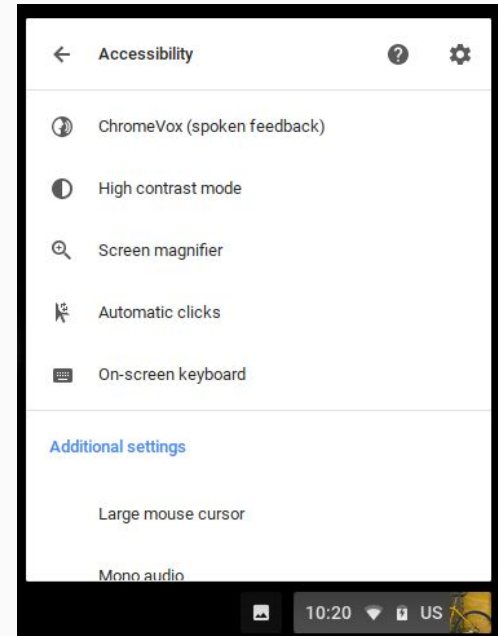 Accessibility
ChromeVox (spoken feedback)
High contrast mode
Screen magnifier
Automatic clicks
On-screen keyboard
Additional settings
Large mouse cursor
Mono audio
10:20 US